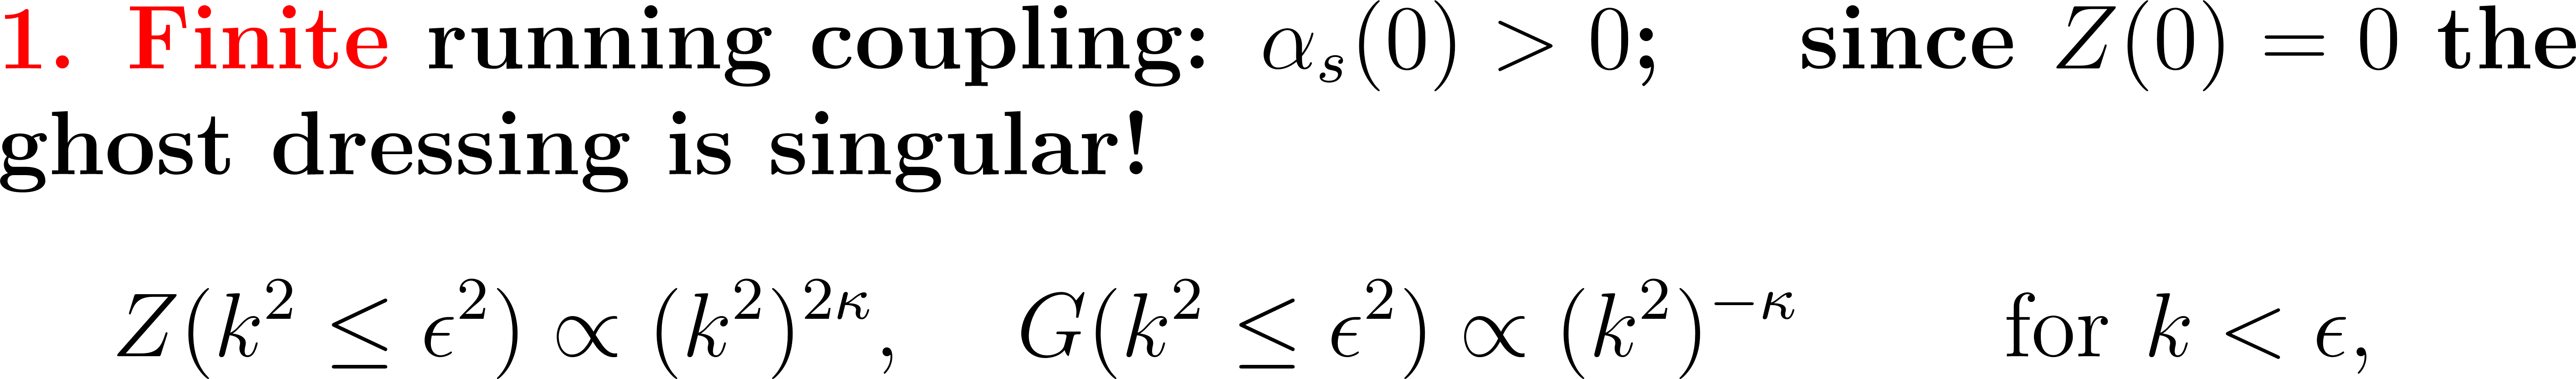 1. Finite running coupling: α_s(0) > 0; since Z(0) = 0 the
ghost dressing is singular!
Z(k² ≤ ϵ²) ∝ (k²)^{2κ}, G(k² ≤ ϵ²) ∝ (k²)^{−κ} for k < ϵ,